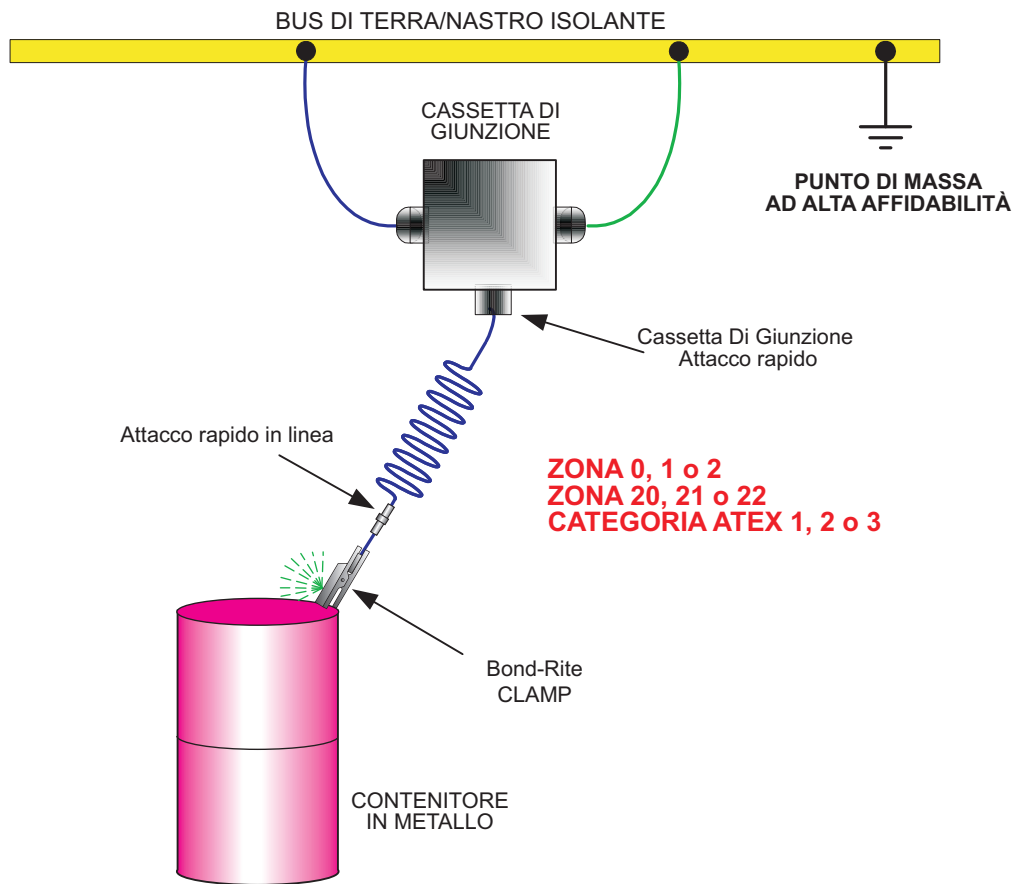 BUS DI TERRA/NASTRO ISOLANTE
CASSETTA DI
GIUNZIONE
PUNTO DI MASSA
AD ALTA AFFIDABILITÀ
Cassetta Di Giunzione
Attacco rapido
Attacco rapido in linea
ZONA 0, 1 o 2
ZONA 20, 21 o 22
CATEGORIA ATEX 1, 2 o 3
Bond-Rite
CLAMP
CONTENITORE
IN METALLO